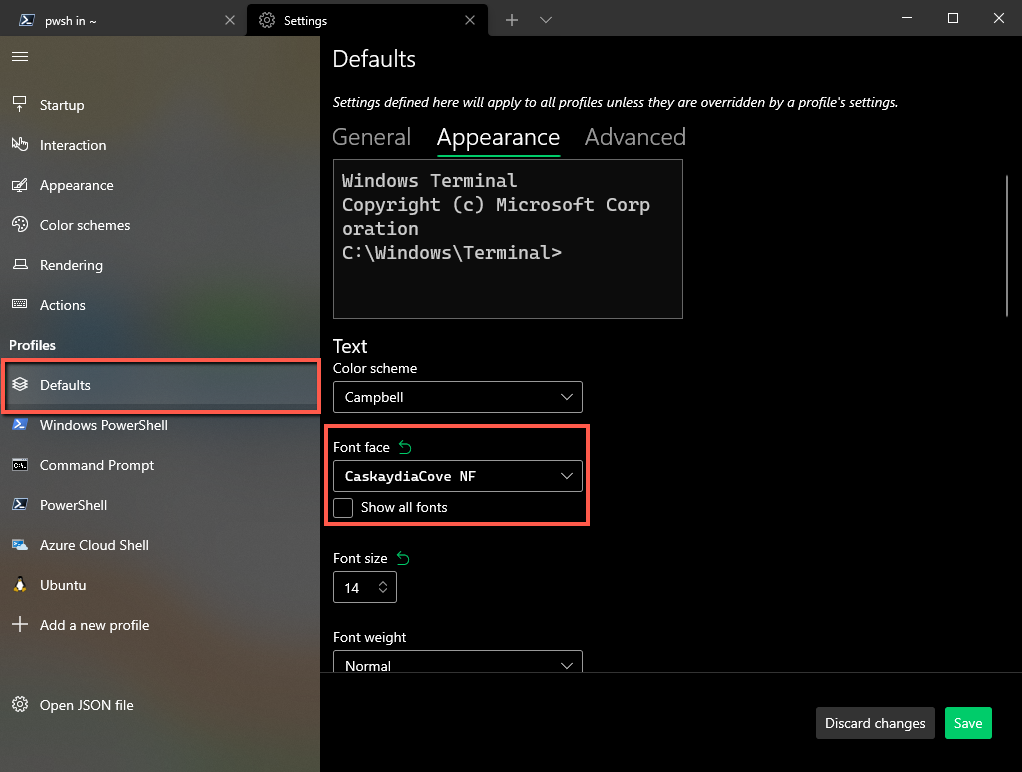 pwsh in ~
Settings
Startup
Interaction
Appearance
Color schemes
Rendering
Actions
Profiles
Defaults
Windows PowerShell
Command Prompt
PowerShell
Azure Cloud Shell
Ubuntu
Add a new profile
Open JSON file
Defaults
Settings defined here will apply to all profiles unless they are overridden by a profile's settings.
General Appearance Advanced
Windows Terminal
Copyright (c) Microsoft Corp
oration
C:\Windows\Terminal>
Text
Color scheme
Campbell
Font face
CaskaydiaCove NF
Show all fonts
Font size
14
Font weight
Normal
Discard changes
Save